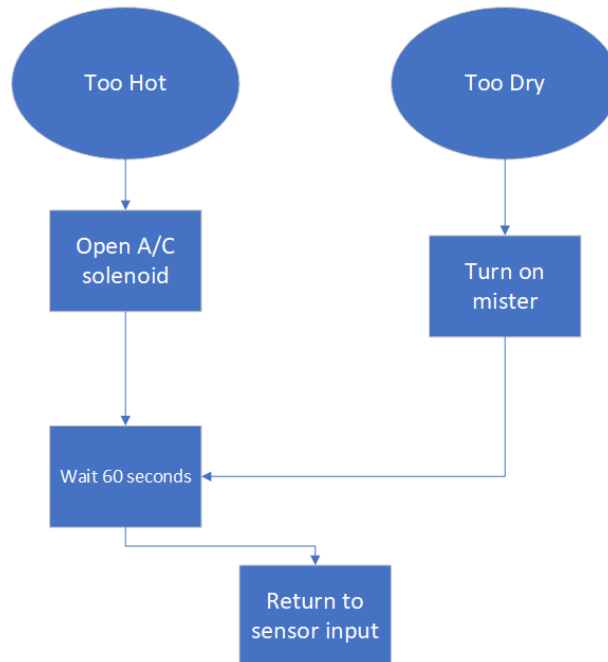 Too Hot
Too Dry
Open A/C
solenoid
Turn on
mister
Wait 60 seconds
Return to
sensor input